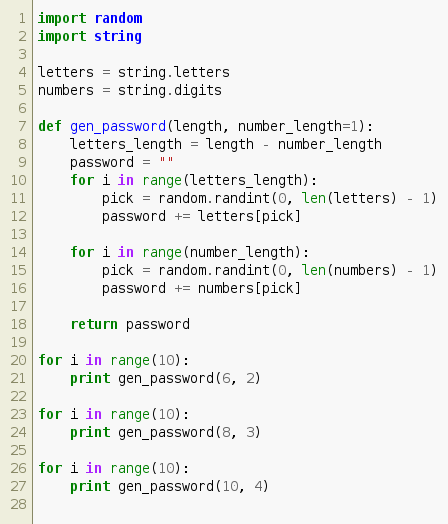 1 import random
2 import string
3
4 letters = string.letters
5 numbers = string.digits
6
7 def gen_password(length, number_length=1):
8     letters_length = length - number_length
9     password = ""
10     for i in range(letters_length):
11         pick = random.randint(0, len(letters) - 1)
12         password += letters[pick]
13
14     for i in range(number_length):
15         pick = random.randint(0, len(numbers) - 1)
16         password += numbers[pick]
17
18     return password
19
20 for i in range(10):
21     print gen_password(6, 2)
22
23 for i in range(10):
24     print gen_password(8, 3)
25
26 for i in range(10):
27     print gen_password(10, 4)
28